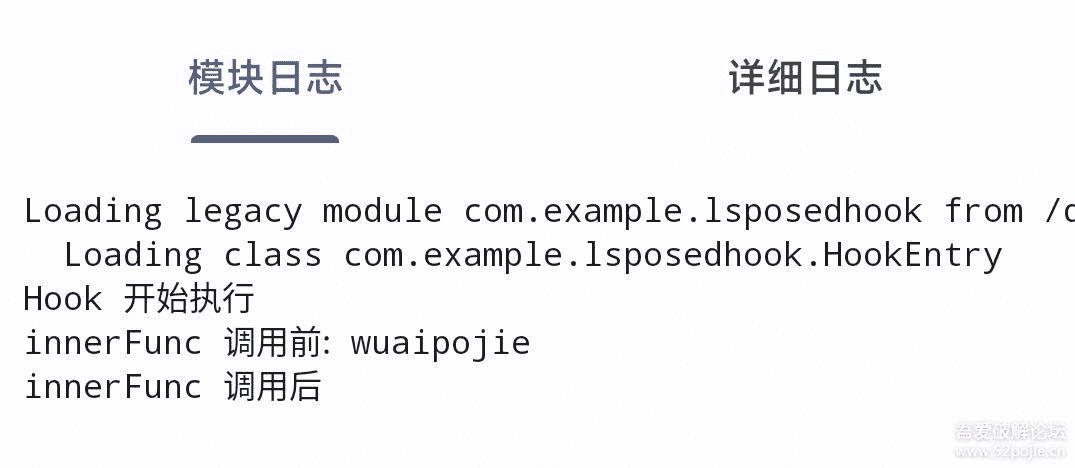 模块日志 详细日志
Loading legacy module com.example.lsposedhook from /d
Loading class com.example.lsposedhook.HookEntry
Hook 开始执行
innerFunc 调用前: wuaipojie
innerFunc 调用后
吾爱破解论坛
www.52pojie.cn